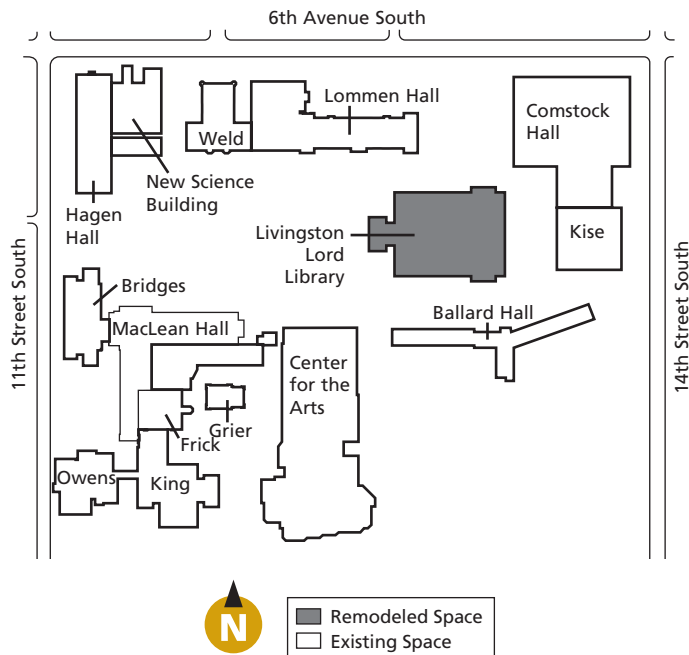 6th Avenue South
Lommen Hall
Comstock
Hall
Weld
New Science
Building
Hagen
Hall
Livingston
Lord
Library
Kise
11th Street South
14th Street South
Bridges
MacLean Hall
Ballard Hall
Center
for the
Arts
Grier
Frick
Owens
King
N
Remodeled Space
Existing Space